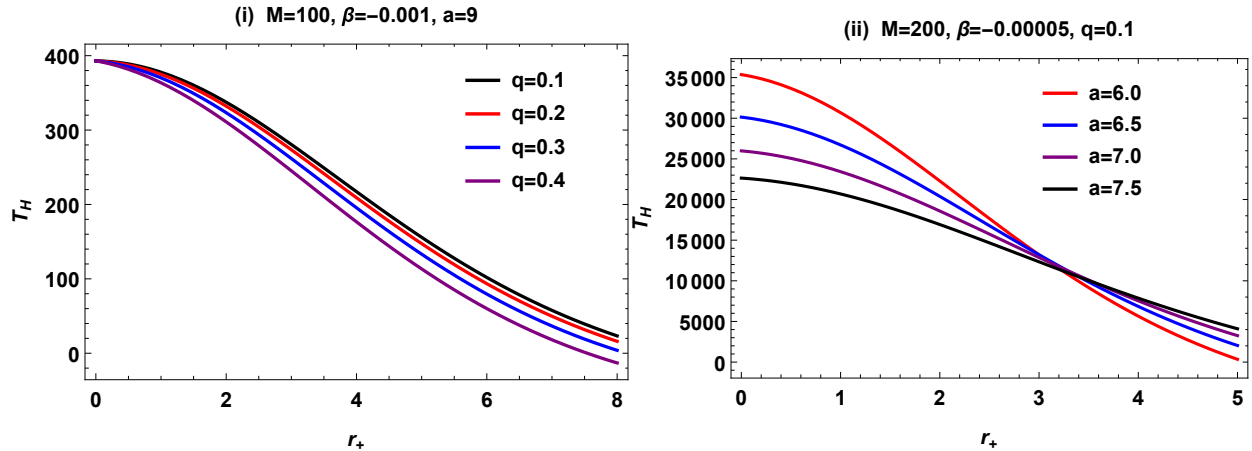 (i) M=100, β=-0.001, a=9
T_H
400
300
200
100
0
q=0.1
q=0.2
q=0.3
q=0.4
0 2 4 6 8
r_+
(ii) M=200, β=-0.00005, q=0.1
T_H
35 000
30 000
25 000
20 000
15 000
10 000
5000
0
a=6.0
a=6.5
a=7.0
a=7.5
0 1 2 3 4 5
r_+